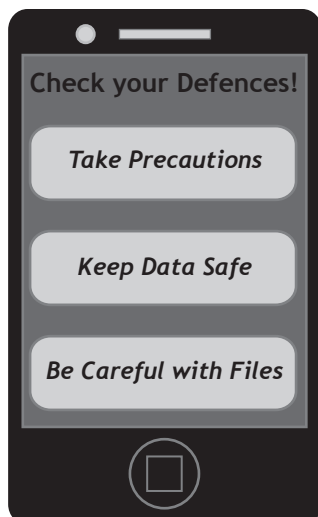 Check your Defences!
Take Precautions
Keep Data Safe
Be Careful with Files